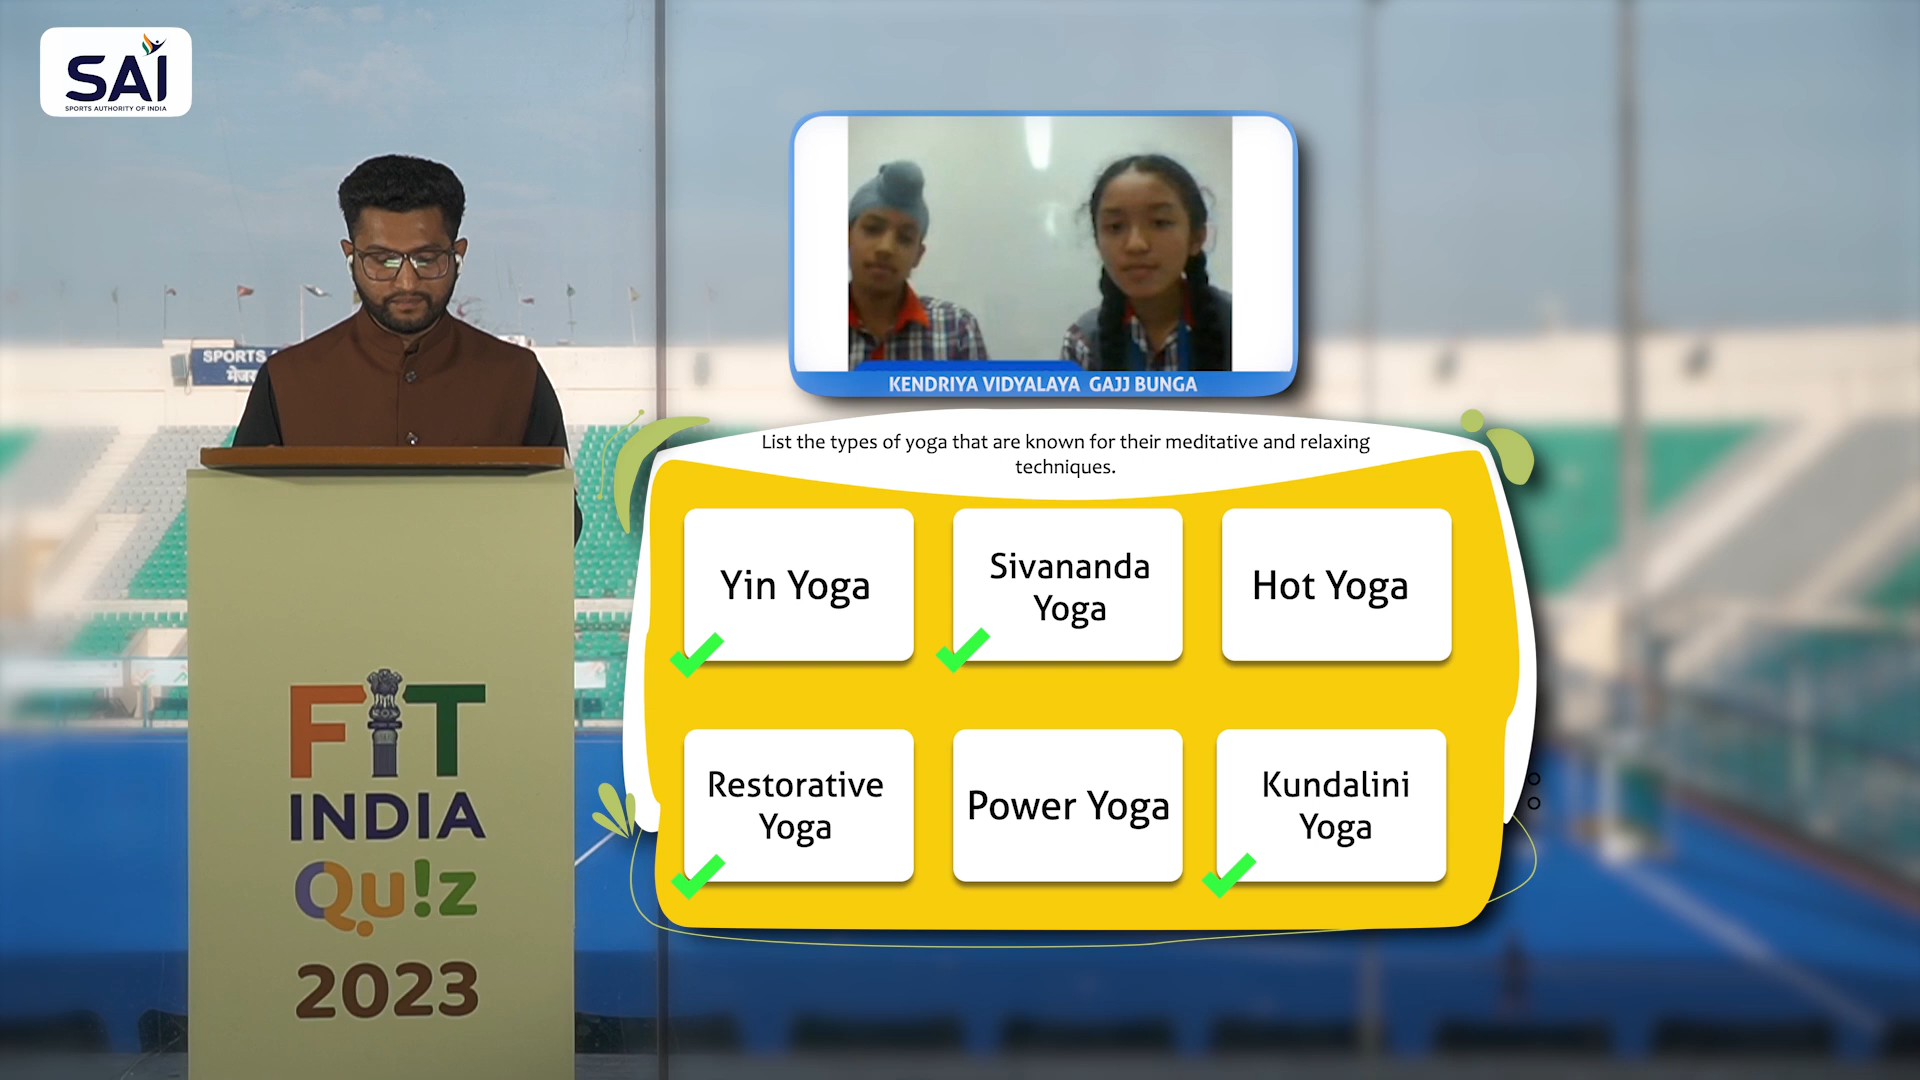 SAI
SPORTS AUTHORITY OF INDIA
SPORTS
KENDRIYA VIDYALAYA GAJJ BUNGA
List the types of yoga that are known for their meditative and relaxing
techniques.
Yin Yoga
Sivananda
Yoga
Hot Yoga
Restorative
Yoga
Power Yoga
Kundalini
Yoga
FIT
INDIA
Qu!z
2023